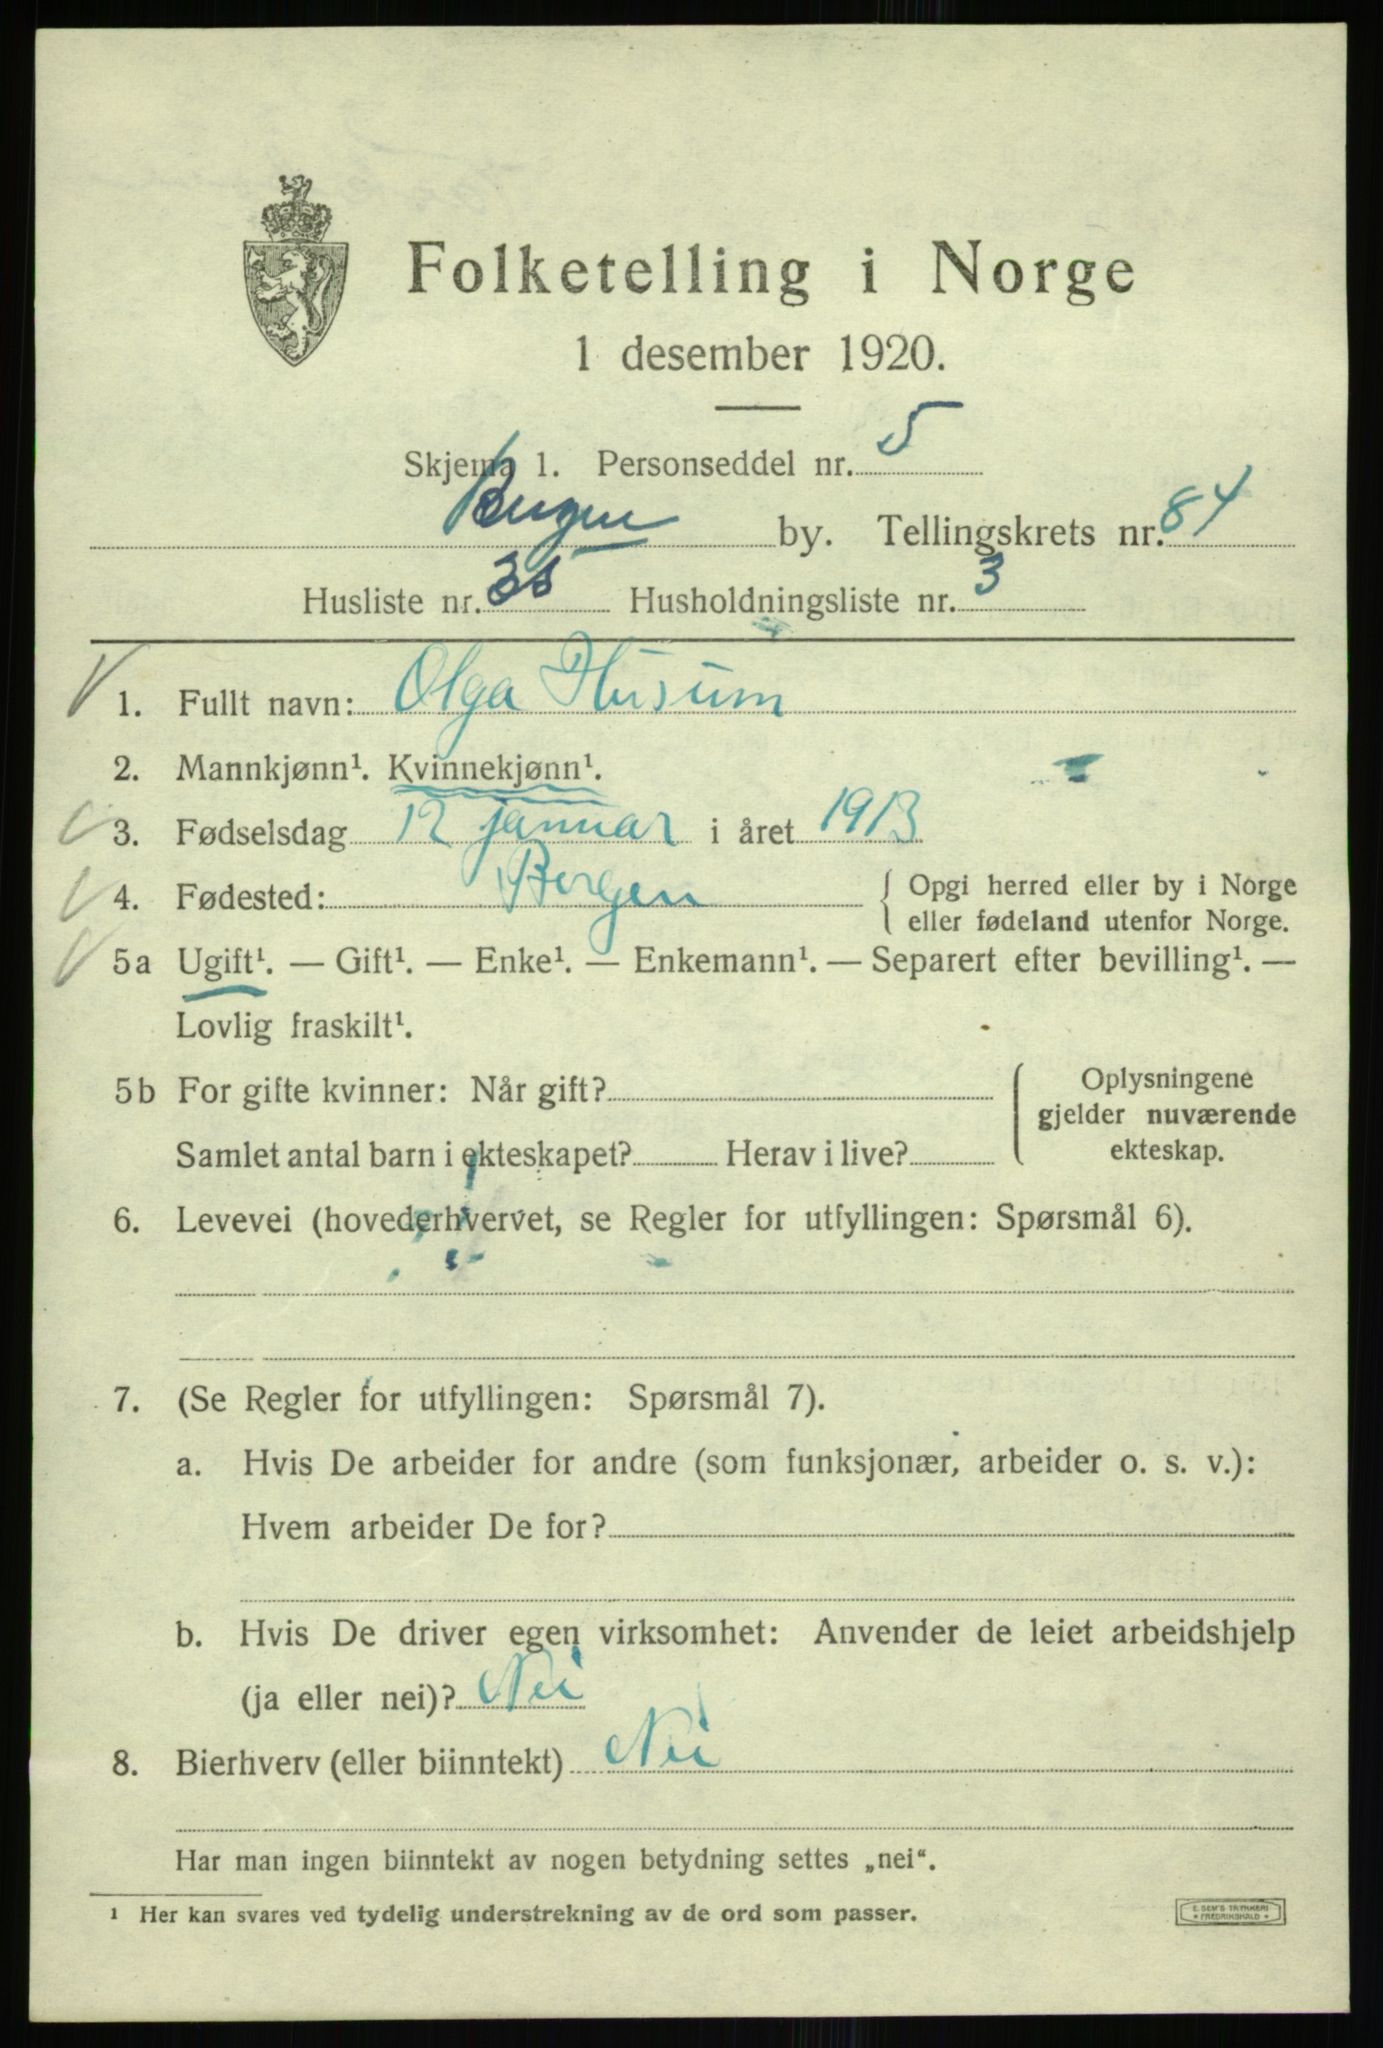 Folketelling i Norge
1 desember 1920.
Skjema 1. Personseddel nr. 5
Bergen by. Tellingskrets nr. 84
Husliste nr. Husholdningsliste nr. 3
1. Fullt navn: Olga Husum
2. Mannkjønn¹. Kvinnekjønn¹.
3. Fødselsdag 12 januar i året 1913
4. Fødested: Bergen { Opgi herred eller by i Norge
eller fødeland utenfor Norge.
5a Ugift¹. — Gift¹. — Enke¹. — Enkemann¹. — Separert efter bevilling¹. —
Lovlig fraskilt¹.
5b For gifte kvinner: Når gift?
Samlet antal barn i ekteskapet? Herav i live?
Oplysningene
gjelder nuværende
ekteskap.
6. Levevei (hovederhvervet, se Regler for utfyllingen: Spørsmål 6).
7. (Se Regler for utfyllingen: Spørsmål 7).
a. Hvis De arbeider for andre (som funksjonær, arbeider o. s. v.):
Hvem arbeider De for?
b. Hvis De driver egen virksomhet: Anvender de leiet arbeidshjelp
(ja eller nei)? Nei
8. Bierhverv (eller biinntekt) Nei
Har man ingen biinntekt av nogen betydning settes „nei“.
¹ Her kan svares ved tydelig understrekning av de ord som passer.
E. SEM'S TRYKKERI
FREDRIKSHALD